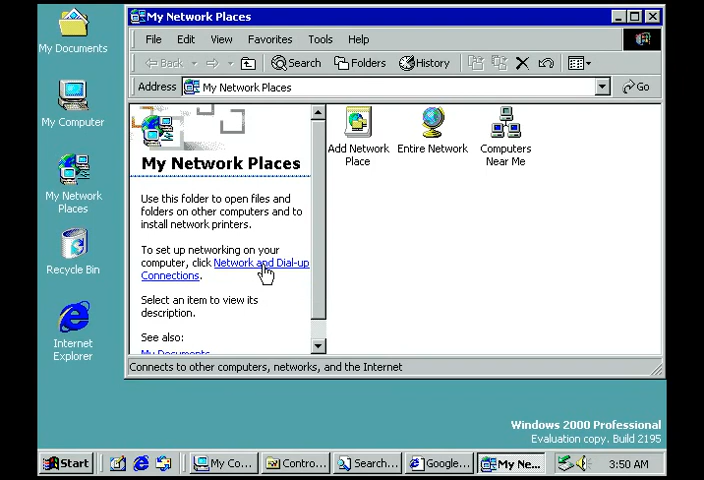 My Documents
My Computer
My Network
Places
Recycle Bin
Internet
Explorer
My Network Places
File Edit View Favorites Tools Help
Back Search Folders History
Address My Network Places Go
My Network Places
Use this folder to open files and
folders on other computers and to
install network printers.
To set up networking on your
computer, click Network and Dial-up
Connections.
Select an item to view its
description.
See also:
My Documents
Add Network
Place
Entire Network
Computers
Near Me
Connects to other computers, networks, and the Internet
Windows 2000 Professional
Evaluation copy. Build 2195
Start My Co... Contro... Search... Google... My Ne... 3:50 AM